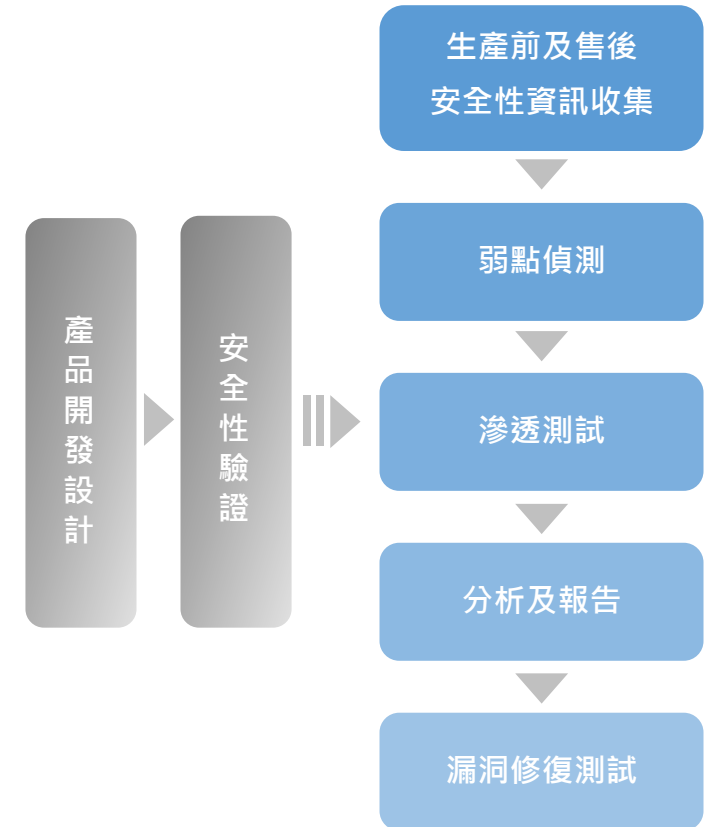 產品開發設計
安全性驗證
生產前及售後
安全性資訊收集
弱點偵測
滲透測試
分析及報告
漏洞修復測試